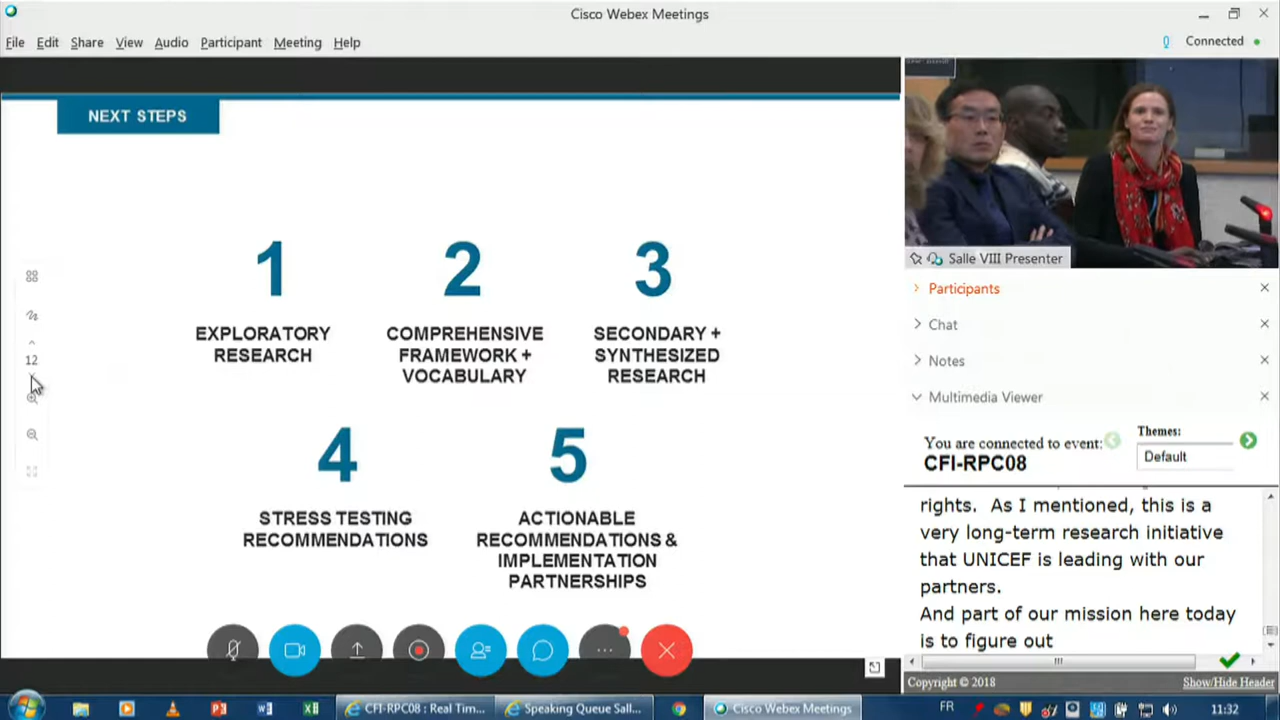 Cisco Webex Meetings
File Edit Share View Audio Participant Meeting Help
Connected
NEXT STEPS
1
EXPLORATORY
RESEARCH
2
COMPREHENSIVE
FRAMEWORK +
VOCABULARY
3
SECONDARY +
SYNTHESIZED
RESEARCH
4
STRESS TESTING
RECOMMENDATIONS
5
ACTIONABLE
RECOMMENDATIONS &
IMPLEMENTATION
PARTNERSHIPS
12
Salle VIII Presenter
Participants
Chat
Notes
Multimedia Viewer
You are connected to event:
CFI-RPC08
Themes:
Default
rights. As I mentioned, this is a
very long-term research initiative
that UNICEF is leading with our
partners.
And part of our mission here today
is to figure out
Copyright © 2018
Show/Hide Header
CFI-RPC08 : Real Tim...
Speaking Queue Sall...
Cisco Webex Meetings
FR
11:32